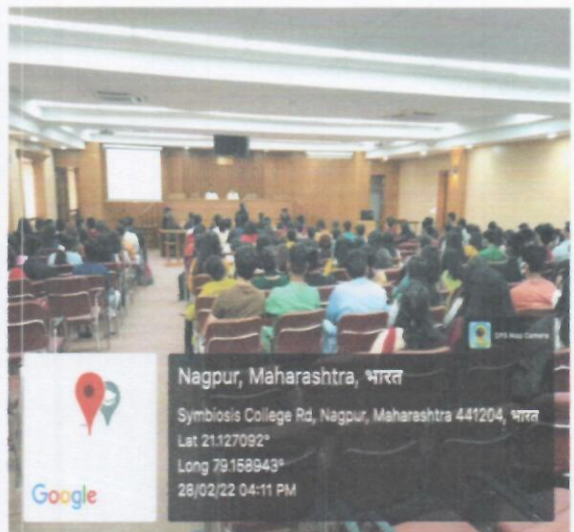 GPS Map Camera
Nagpur, Maharashtra, भारत
Symbiosis College Rd, Nagpur, Maharashtra 441204, भारत
Lat 21.127092°
Long 79.158943°
28/02/22 04:11 PM
Google